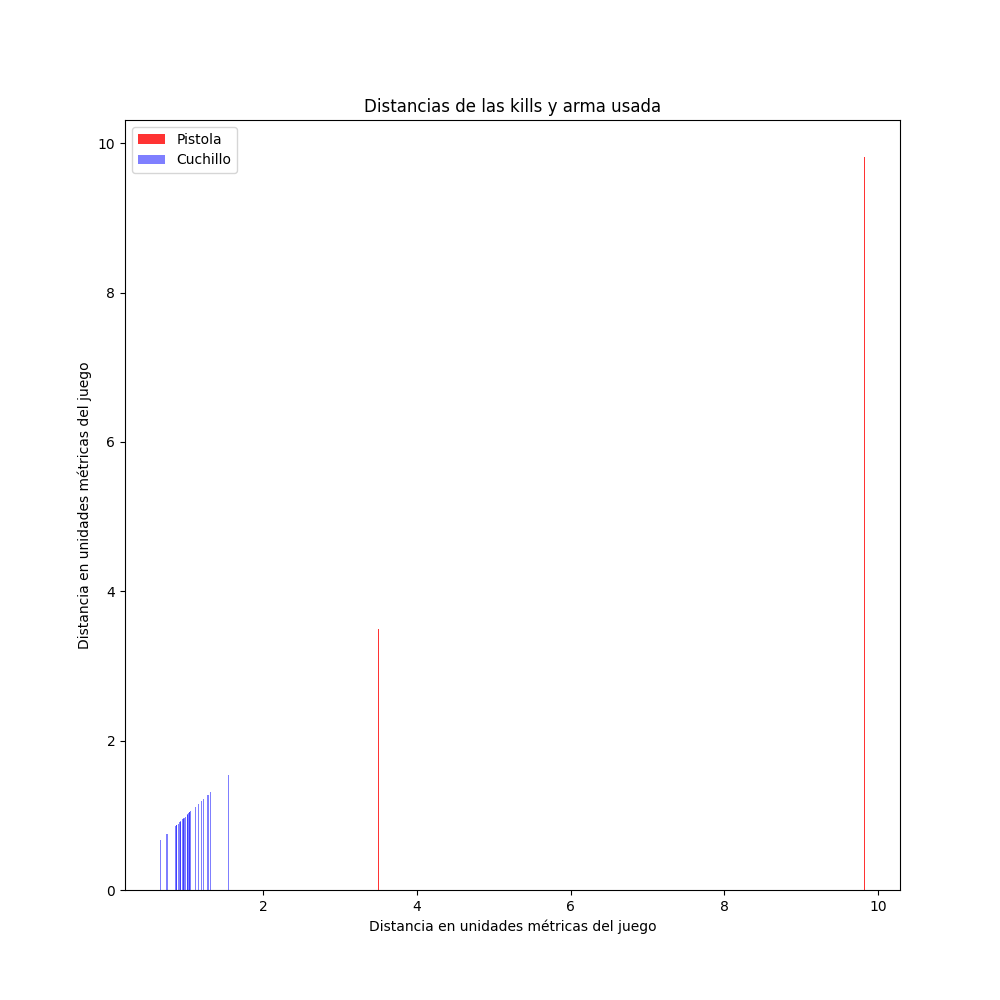 Distancias de las kills y arma usada
Pistola
Cuchillo
10
8
6
4
2
0
2
4
6
8
10
Distancia en unidades métricas del juego
Distancia en unidades métricas del juego